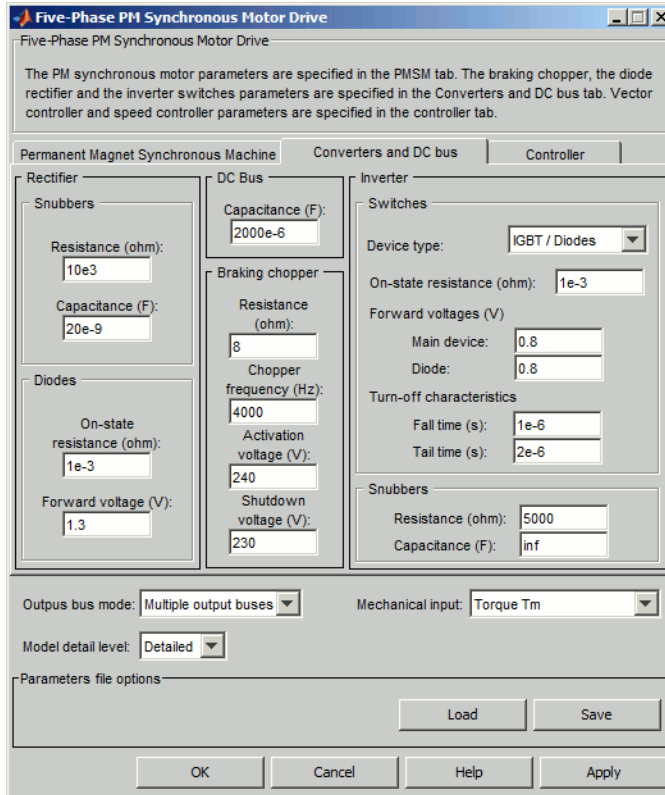 Five-Phase PM Synchronous Motor Drive
Five-Phase PM Synchronous Motor Drive
The PM synchronous motor parameters are specified in the PMSM tab. The braking chopper, the diode
rectifier and the inverter switches parameters are specified in the Converters and DC bus tab. Vector
controller and speed controller parameters are specified in the controller tab.
Permanent Magnet Synchronous Machine
Converters and DC bus
Controller
Rectifier
Snubbers
Resistance (ohm):
10e3
Capacitance (F):
20e-9
Diodes
On-state
resistance (ohm):
1e-3
Forward voltage (V):
1.3
DC Bus
Capacitance (F):
2000e-6
Braking chopper
Resistance
(ohm):
8
Chopper
frequency (Hz):
4000
Activation
voltage (V):
240
Shutdown
voltage (V):
230
Inverter
Switches
Device type:
IGBT / Diodes
On-state resistance (ohm):
1e-3
Forward voltages (V)
Main device:
0.8
Diode:
0.8
Turn-off characteristics
Fall time (s):
1e-6
Tail time (s):
2e-6
Snubbers
Resistance (ohm):
5000
Capacitance (F):
inf
Outpus bus mode:
Multiple output buses
Mechanical input:
Torque Tm
Model detail level:
Detailed
Parameters file options
Load
Save
OK
Cancel
Help
Apply